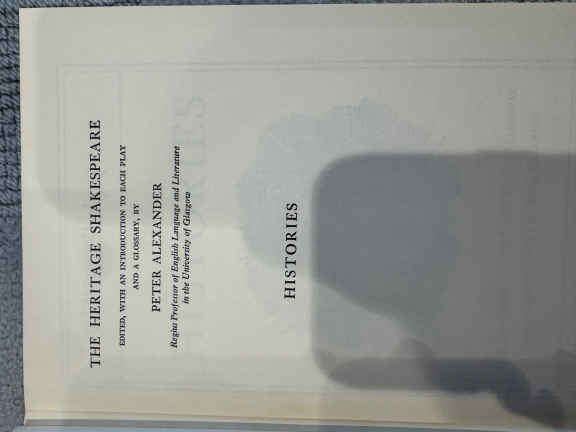 THE HERITAGE SHAKESPEARE
EDITED, WITH AN INTRODUCTION TO EACH PLAY
AND A GLOSSARY, BY
PETER ALEXANDER
Regius Professor of English Language and Literature
in the University of Glasgow
HISTORIES